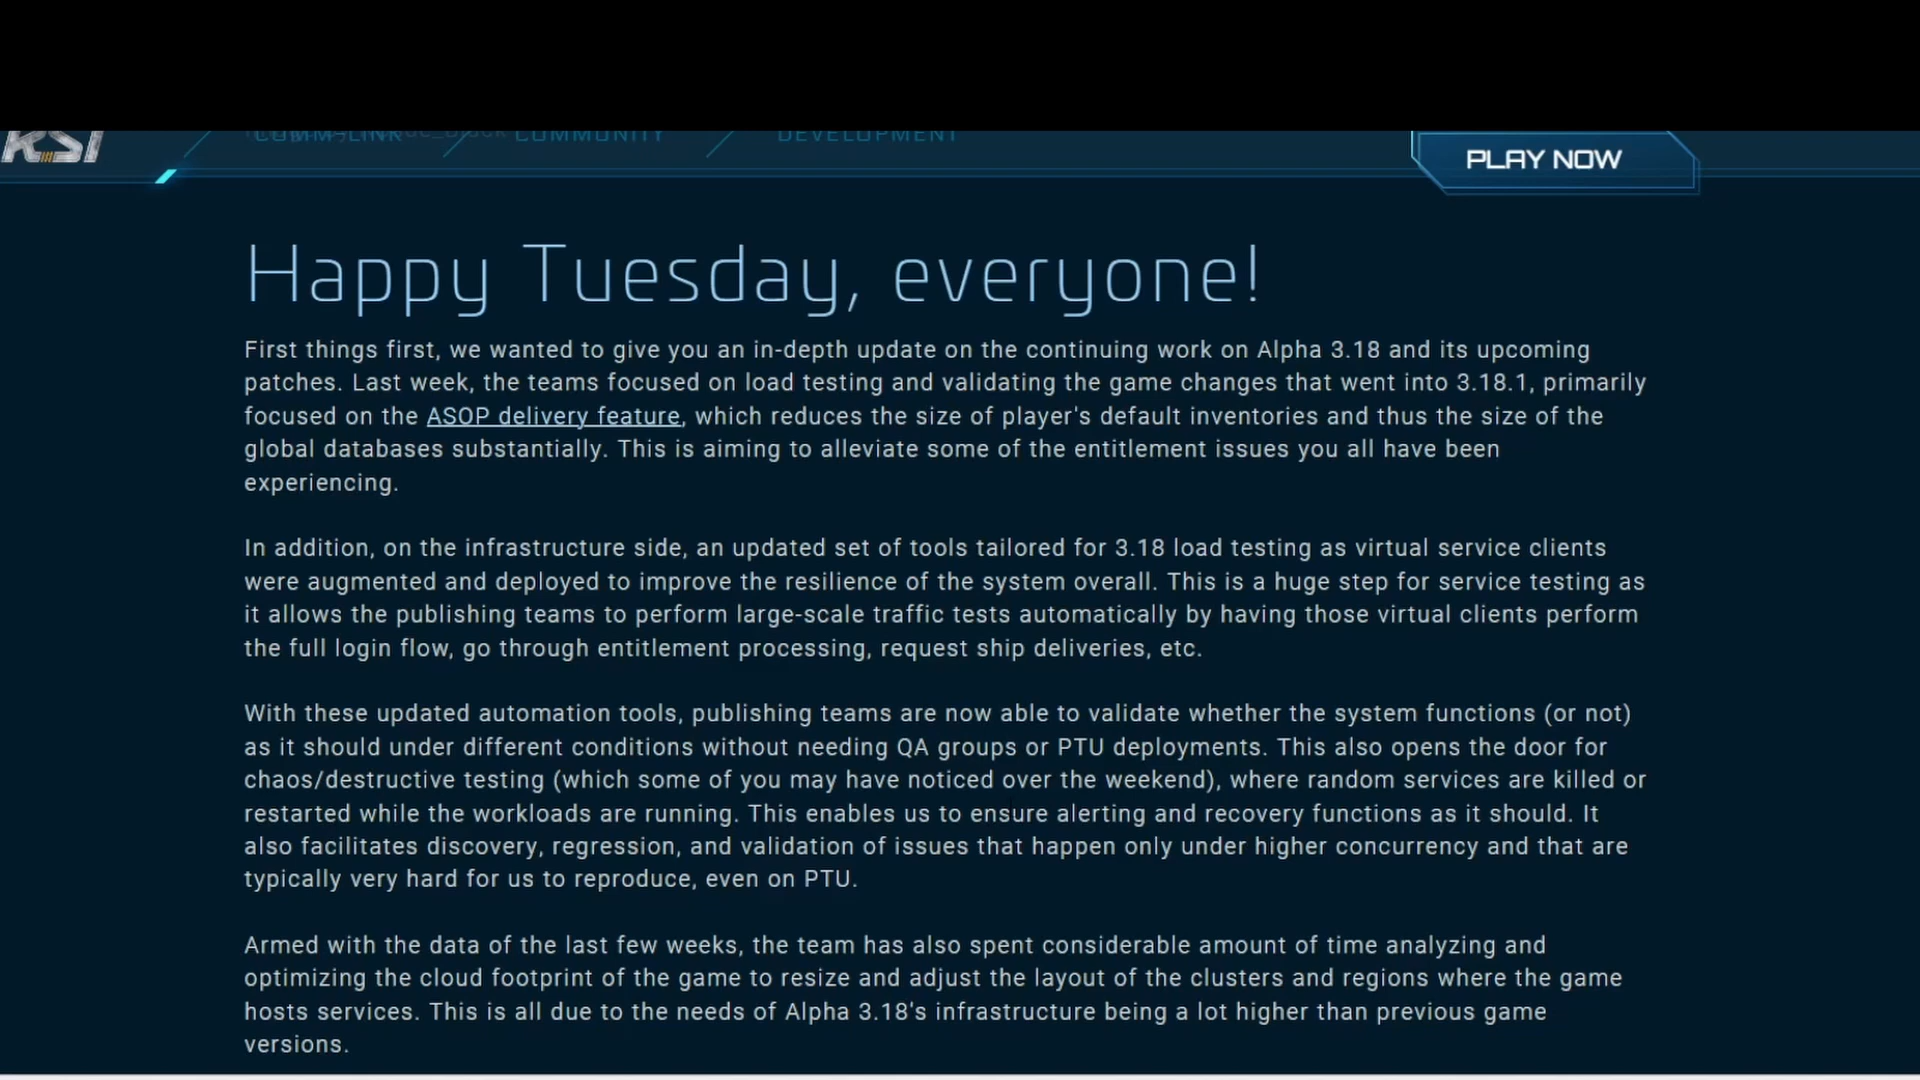 RSI
COMM-LINK COMMUNITY DEVELOPMENT
PLAY NOW
Happy Tuesday, everyone!
First things first, we wanted to give you an in-depth update on the continuing work on Alpha 3.18 and its upcoming
patches. Last week, the teams focused on load testing and validating the game changes that went into 3.18.1, primarily
focused on the ASOP delivery feature, which reduces the size of player's default inventories and thus the size of the
global databases substantially. This is aiming to alleviate some of the entitlement issues you all have been
experiencing.
In addition, on the infrastructure side, an updated set of tools tailored for 3.18 load testing as virtual service clients
were augmented and deployed to improve the resilience of the system overall. This is a huge step for service testing as
it allows the publishing teams to perform large-scale traffic tests automatically by having those virtual clients perform
the full login flow, go through entitlement processing, request ship deliveries, etc.
With these updated automation tools, publishing teams are now able to validate whether the system functions (or not)
as it should under different conditions without needing QA groups or PTU deployments. This also opens the door for
chaos/destructive testing (which some of you may have noticed over the weekend), where random services are killed or
restarted while the workloads are running. This enables us to ensure alerting and recovery functions as it should. It
also facilitates discovery, regression, and validation of issues that happen only under higher concurrency and that are
typically very hard for us to reproduce, even on PTU.
Armed with the data of the last few weeks, the team has also spent considerable amount of time analyzing and
optimizing the cloud footprint of the game to resize and adjust the layout of the clusters and regions where the game
hosts services. This is all due to the needs of Alpha 3.18's infrastructure being a lot higher than previous game
versions.